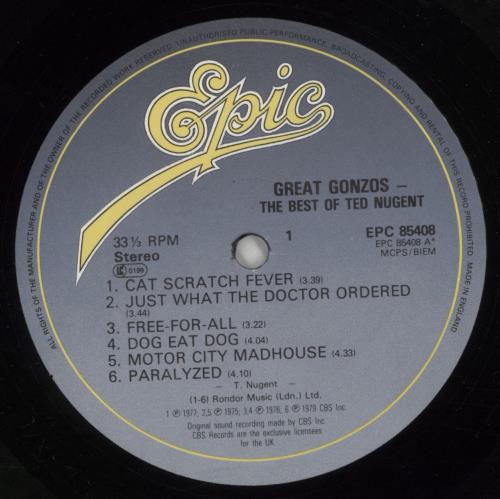 ALL RIGHTS OF THE MANUFACTURER AND OF THE OWNER OF THE RECORDED WORK RESERVED. UNAUTHORISED PUBLIC PERFORMANCE, BROADCASTING, COPYING AND RENTAL OF THIS RECORD PROHIBITED. MADE IN ENGLAND.
Epic
GREAT GONZOS –
THE BEST OF TED NUGENT
33 1/3 RPM
Stereo
LC 0199
1
EPC 85408
EPC 85408 A*
MCPS/BIEM
1. CAT SCRATCH FEVER (3.39)
2. JUST WHAT THE DOCTOR ORDERED
(3.44)
3. FREE-FOR-ALL (3.22)
4. DOG EAT DOG (4.04)
5. MOTOR CITY MADHOUSE (4.33)
6. PARALYZED (4.10)
– T. Nugent –
(1-6) Rondor Music (Ldn.) Ltd.
1 ℗ 1977; 2,5 ℗ 1975; 3,4 ℗ 1976; 6 ℗ 1979 CBS Inc.
Original sound recording made by CBS Inc.
CBS Records are the exclusive licensees
for the UK